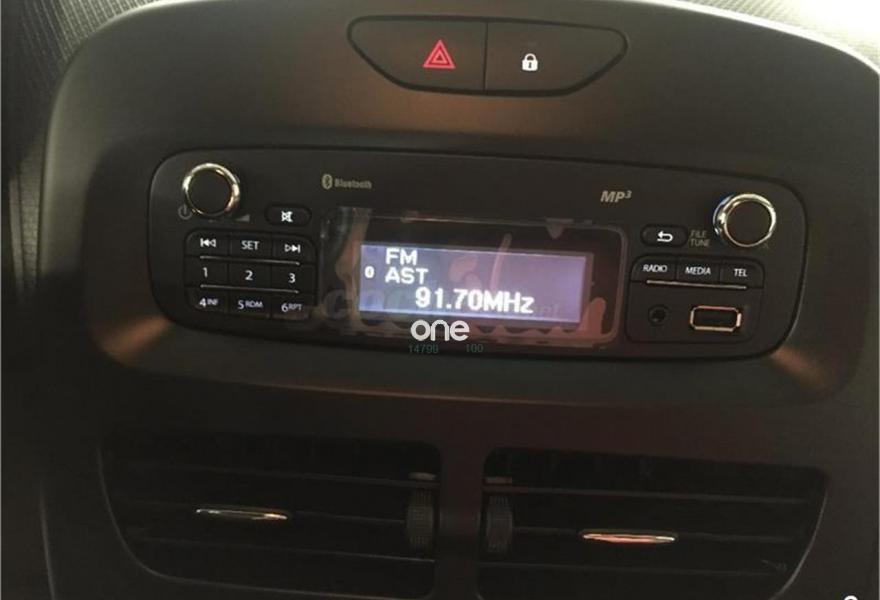 Bluetooth
MP3
SET
FILE
TUNE
1 2 3
RADIO MEDIA TEL
4 INF 5 RDM 6 RPT
FM
AST
91.70MHz
one
14799 100